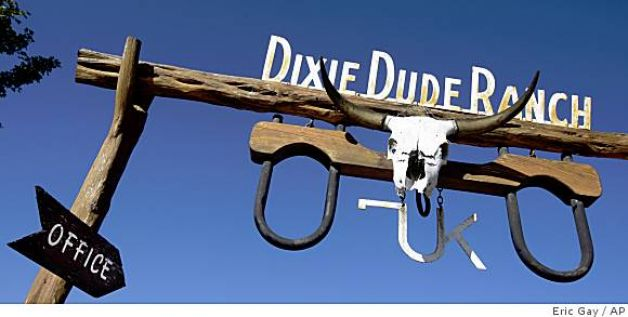 DIXIE DUDE RANCH
OFFICE
Eric Gay / AP